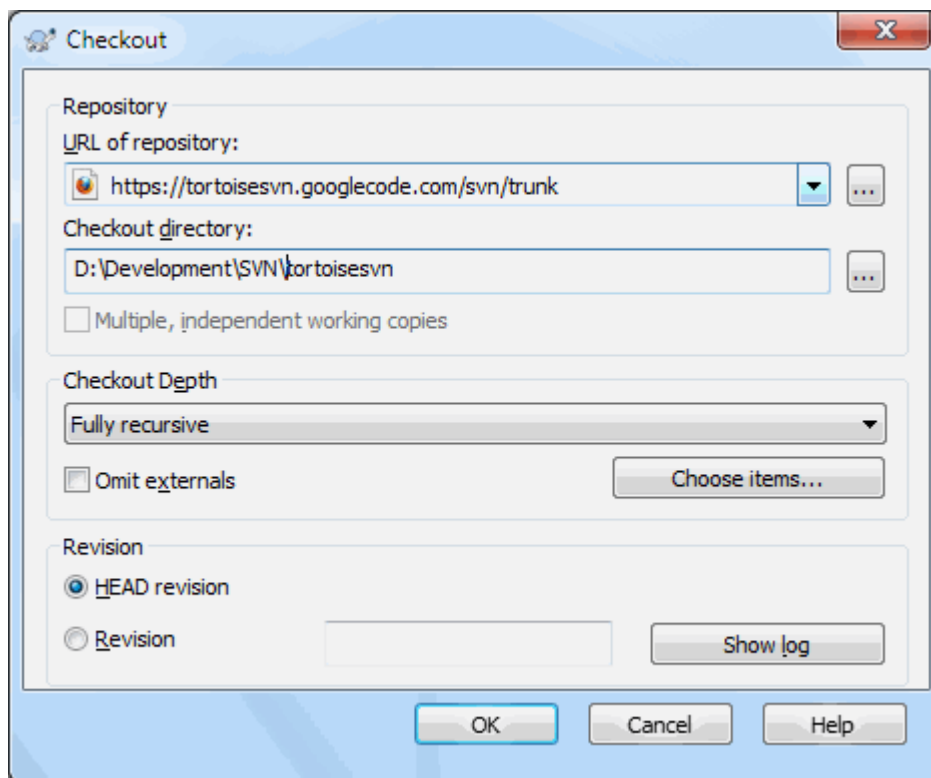 Checkout
Repository
URL of repository:
https://tortoisesvn.googlecode.com/svn/trunk
...
Checkout directory:
D:\Development\SVN\tortoisesvn
...
Multiple, independent working copies
Checkout Depth
Fully recursive
Omit externals
Choose items...
Revision
HEAD revision
Revision
Show log
OK
Cancel
Help